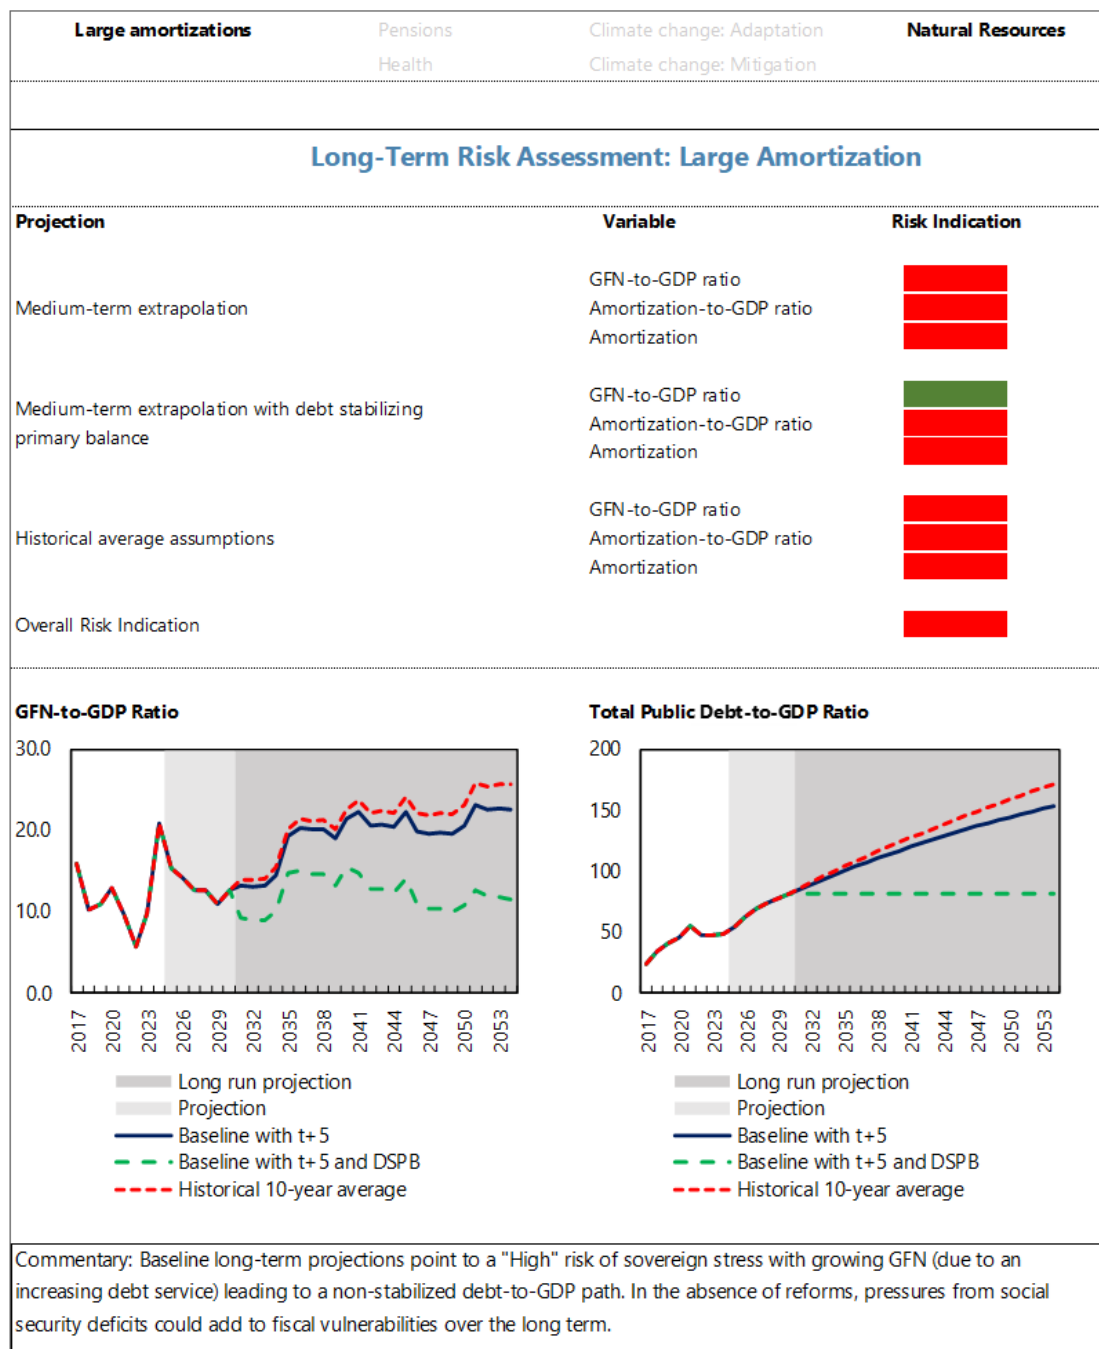 Large amortizations Pensions Climate change: Adaptation Natural Resources
Health Climate change: Mitigation
Long-Term Risk Assessment: Large Amortization
Projection Variable Risk Indication
GFN-to-GDP ratio
Medium-term extrapolation Amortization-to-GDP ratio
Amortization
GFN-to-GDP ratio
Medium-term extrapolation with debt stabilizing
primary balance
Amortization-to-GDP ratio
Amortization
GFN-to-GDP ratio
Historical average assumptions Amortization-to-GDP ratio
Amortization
Overall Risk Indication
GFN-to-GDP Ratio
30.0
20.0
10.0
0.0
2017 2020 2023 2026 2029 2032 2035 2038 2041 2044 2047 2050 2053
Long run projection
Projection
Baseline with t+5
Baseline with t+5 and DSPB
Historical 10-year average
Total Public Debt-to-GDP Ratio
200
150
100
50
0
2017 2020 2023 2026 2029 2032 2035 2038 2041 2044 2047 2050 2053
Long run projection
Projection
Baseline with t+5
Baseline with t+5 and DSPB
Historical 10-year average
Commentary: Baseline long-term projections point to a "High" risk of sovereign stress with growing GFN (due to an
increasing debt service) leading to a non-stabilized debt-to-GDP path. In the absence of reforms, pressures from social
security deficits could add to fiscal vulnerabilities over the long term.